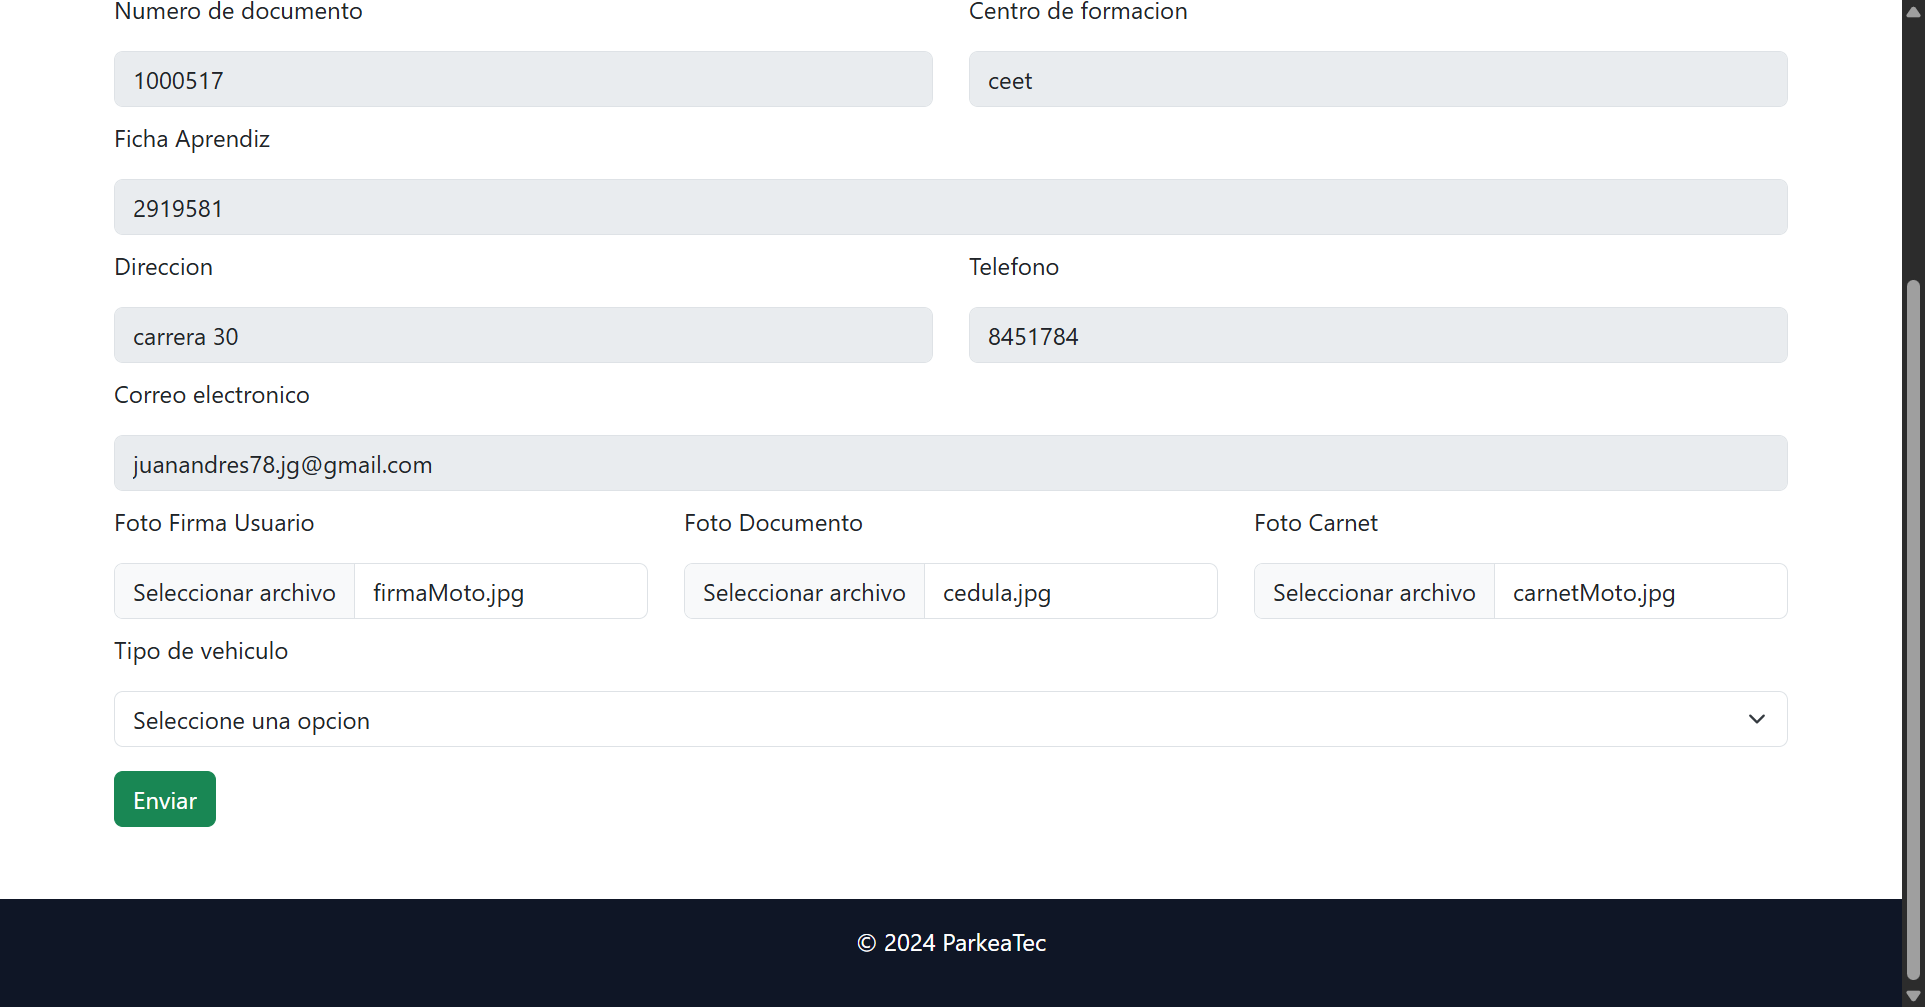 Numero de documento
Centro de formacion
1000517
ceet
Ficha Aprendiz
2919581
Direccion
Telefono
carrera 30
8451784
Correo electronico
juanandres78.jg@gmail.com
Foto Firma Usuario
Foto Documento
Foto Carnet
Seleccionar archivo firmaMoto.jpg
Seleccionar archivo cedula.jpg
Seleccionar archivo carnetMoto.jpg
Tipo de vehiculo
Seleccione una opcion
Enviar
© 2024 ParkeaTec